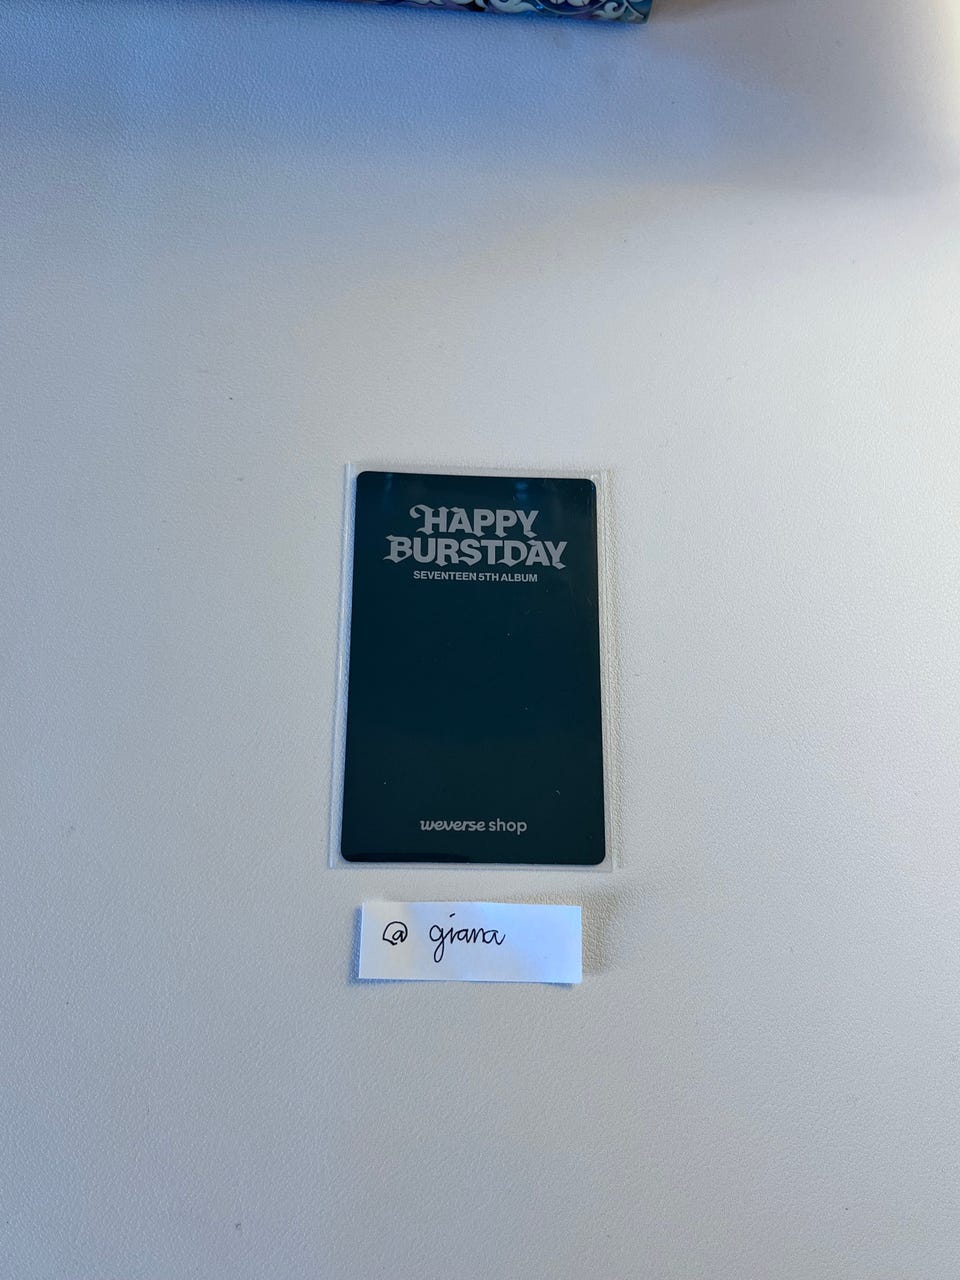 HAPPY
BURSTDAY
SEVENTEEN 5TH ALBUM
weverse shop
@ giana